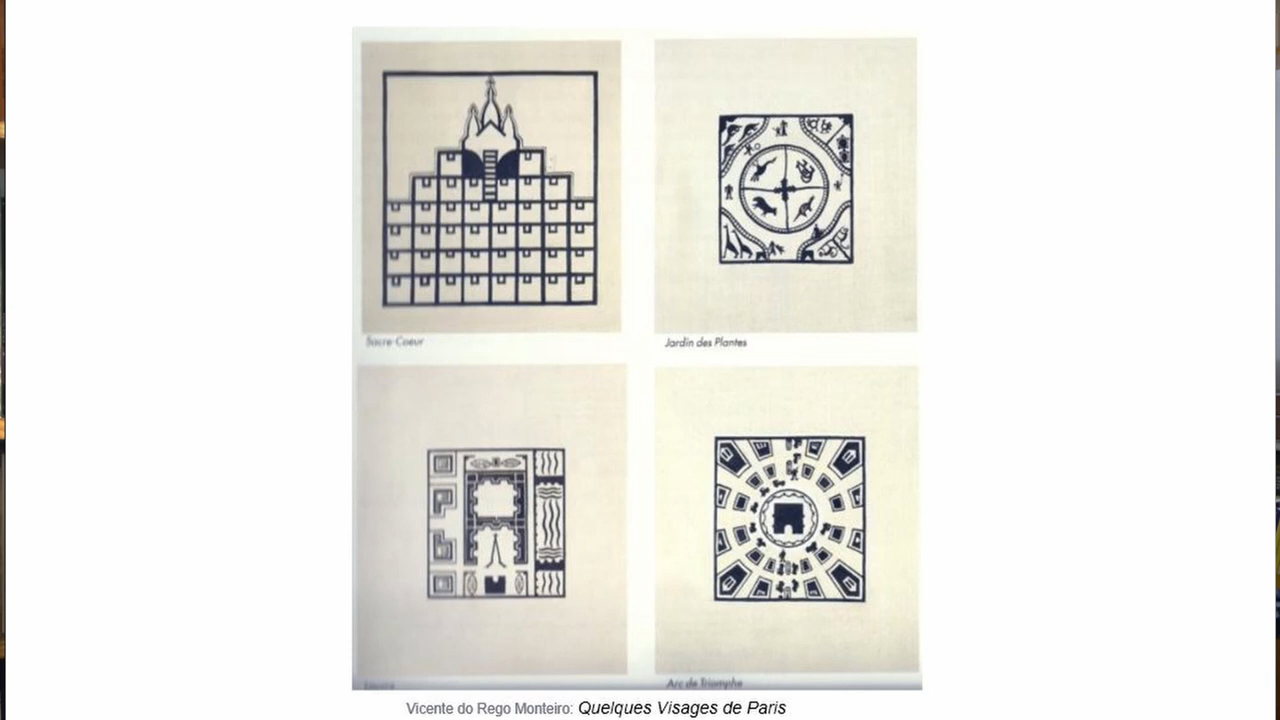 Sacre-Coeur
Jardin des Plantes
Arc de Triomphe
Vicente do Rego Monteiro: Quelques Visages de Paris